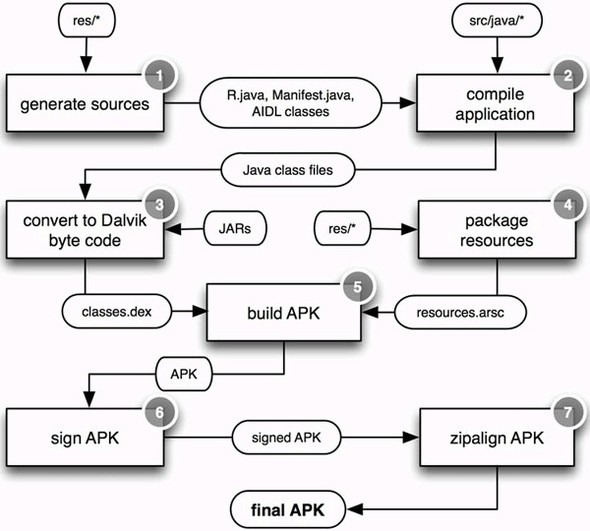 res/*
src/java/*
1
generate sources
R.java, Manifest.java,
AIDL classes
2
compile
application
Java class files
3
convert to Dalvik
byte code
JARs
res/*
4
package
resources
classes.dex
5
build APK
resources.arsc
APK
6
sign APK
signed APK
7
zipalign APK
final APK